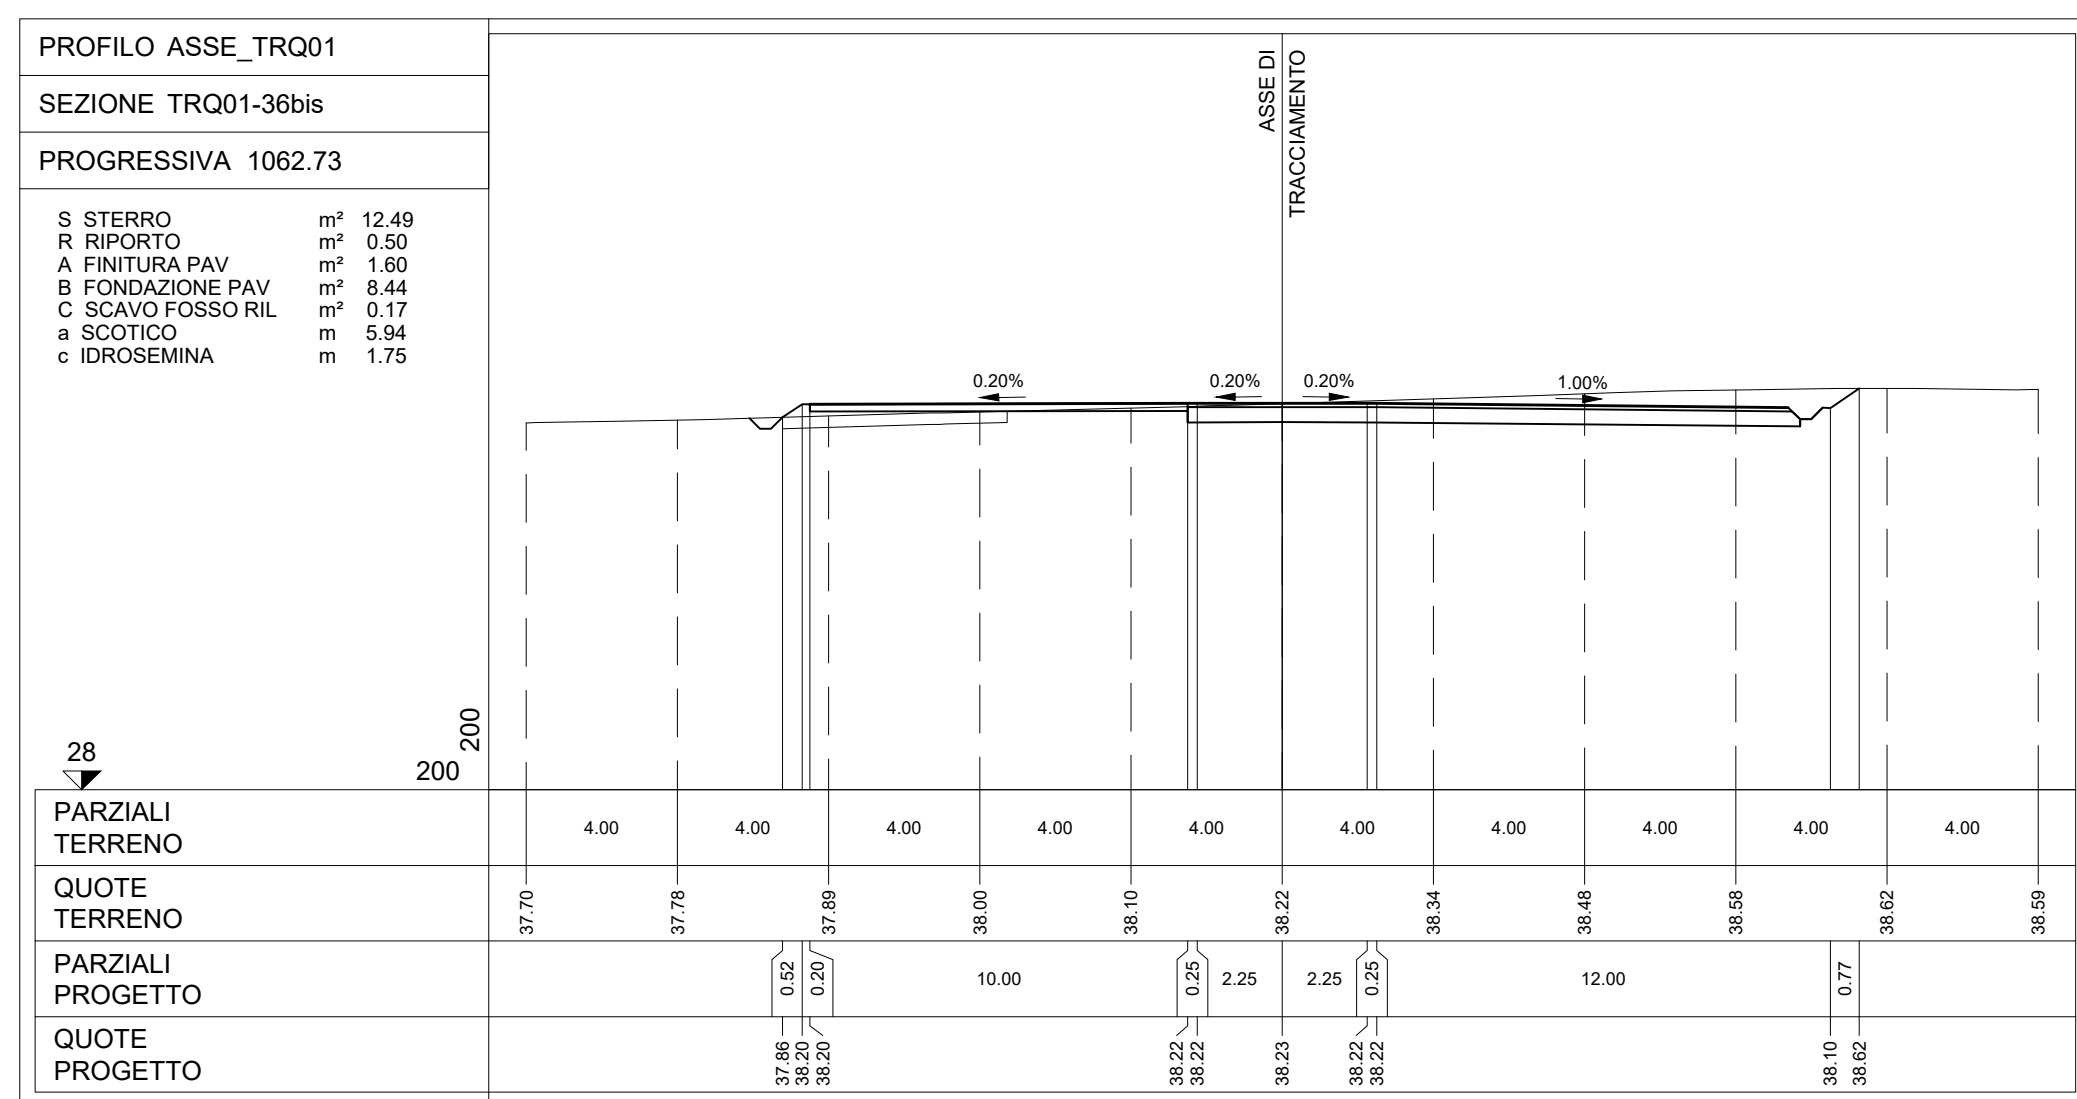 PROFILO ASSE_TRQ01
SEZIONE TRQ01-36bis
PROGRESSIVA 1062.73
S STERRO m² 12.49
R RIPORTO m² 0.50
A FINITURA PAV m² 1.60
B FONDAZIONE PAV m² 8.44
C SCAVO FOSSO RIL m² 0.17
a SCOTICO m 5.94
c IDROSEMINA m 1.75
ASSE DI
TRACCIAMENTO
0.20% 0.20% 0.20% 1.00%
28
200
200
PARZIALI
TERRENO
4.00 4.00 4.00 4.00 4.00 4.00 4.00 4.00 4.00 4.00
QUOTE
TERRENO
37.70 37.78 37.89 38.00 38.10 38.22 38.34 38.48 38.58 38.62 38.59
PARZIALI
PROGETTO
0.52 0.20 10.00 0.25 2.25 2.25 0.25 12.00 0.77
QUOTE
PROGETTO
37.86 38.20 38.20 38.22 38.22 38.23 38.22 38.22 38.10 38.62